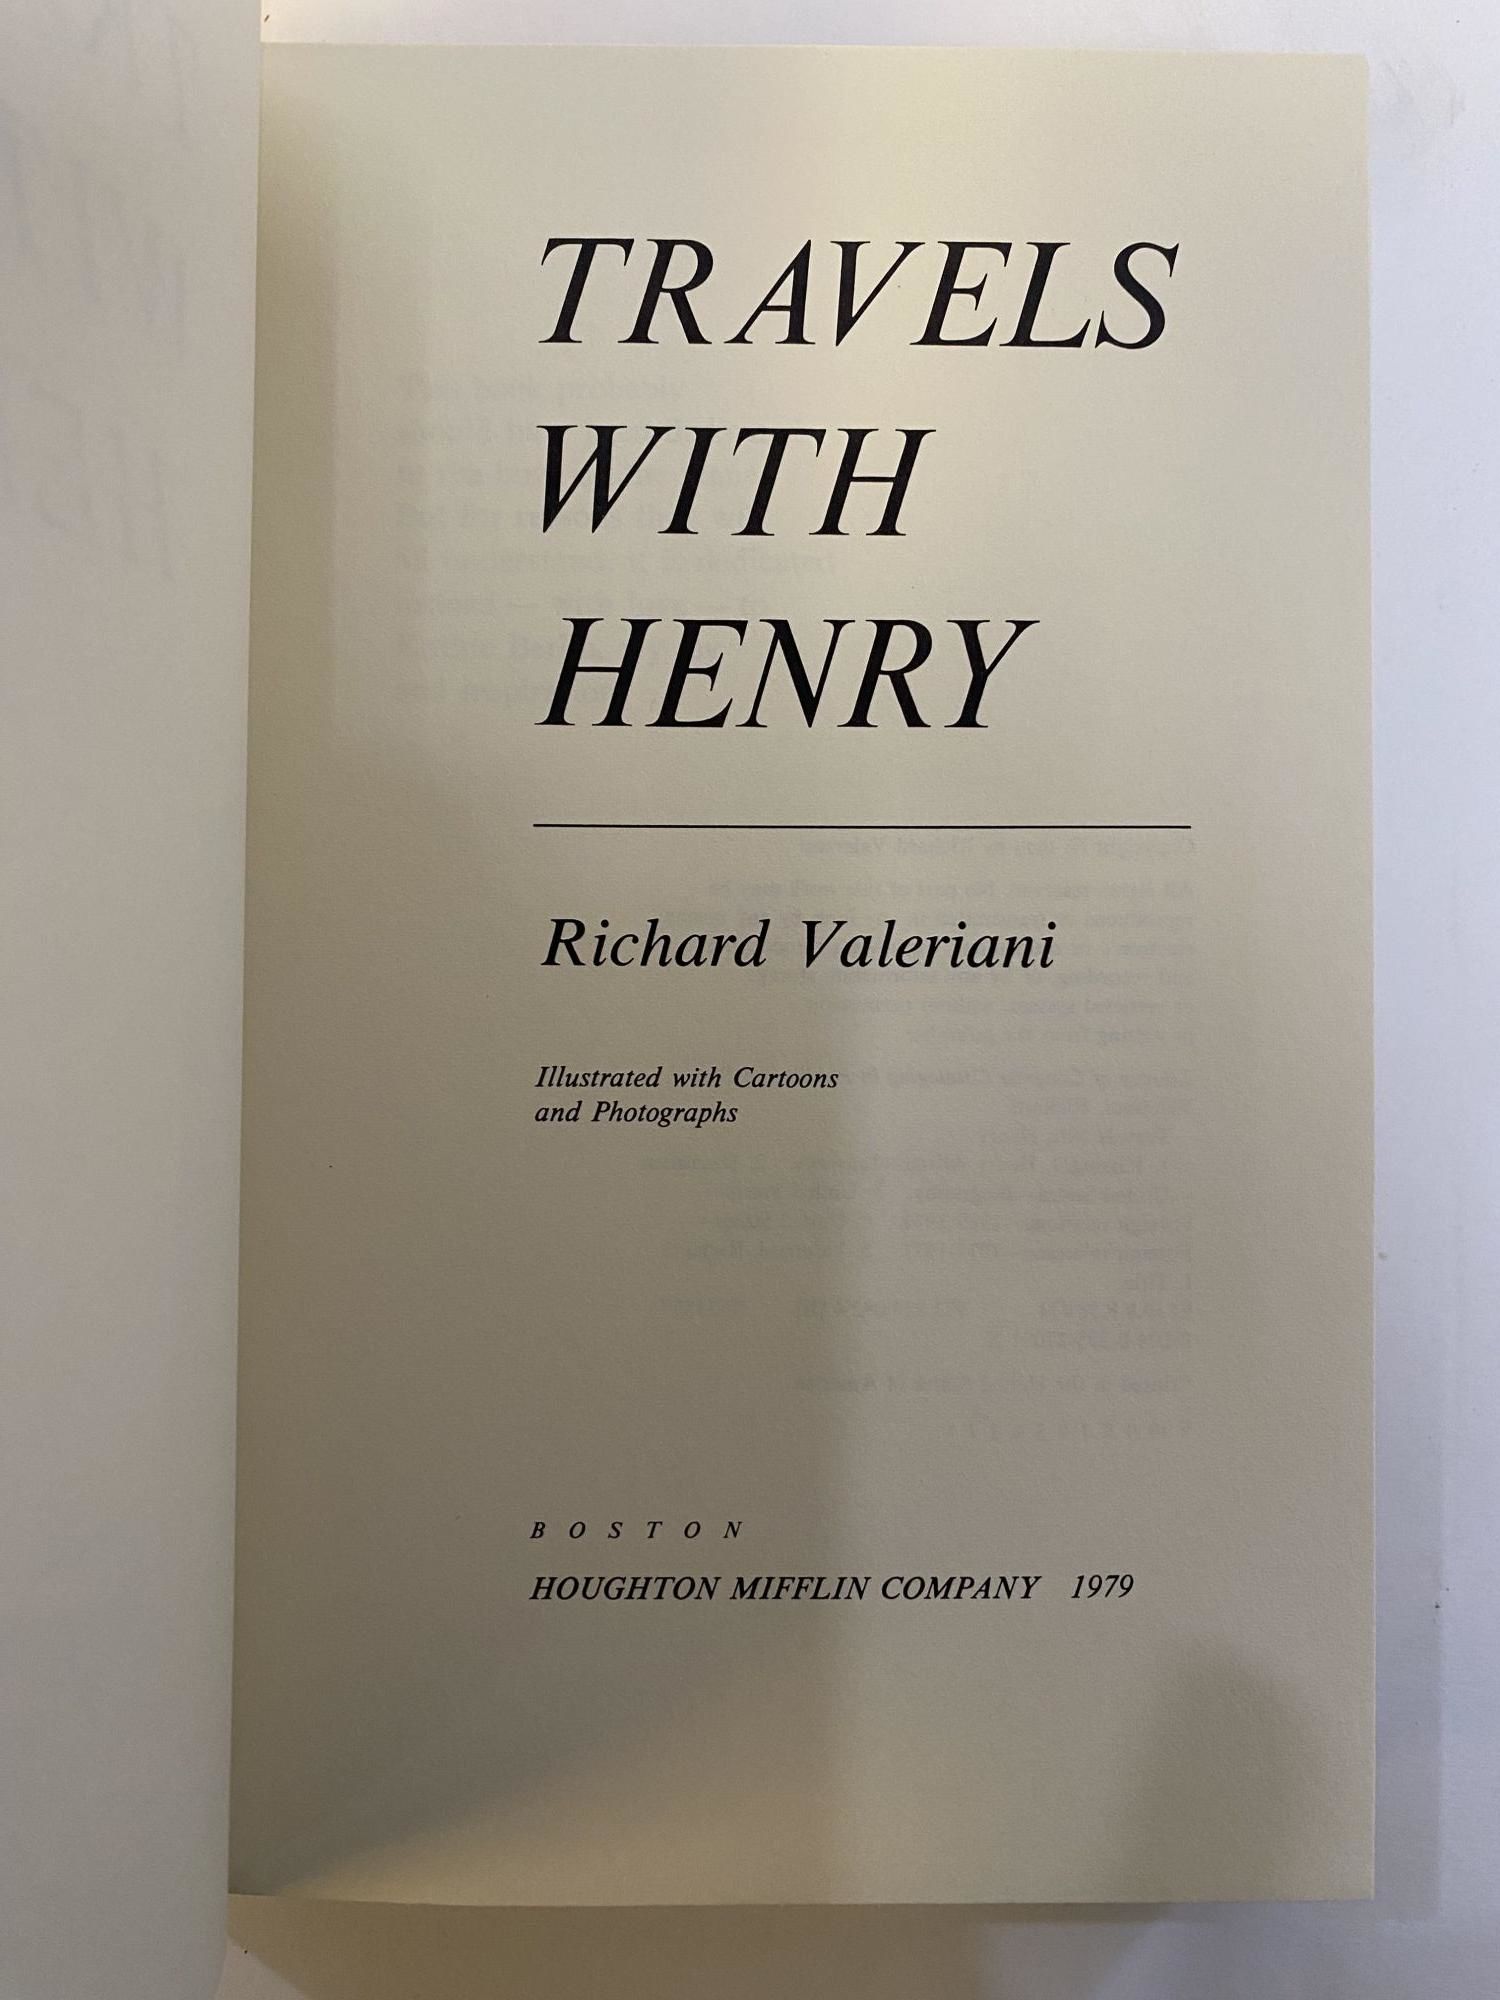 TRAVELS
WITH
HENRY
Richard Valeriani
Illustrated with Cartoons
and Photographs
BOSTON
HOUGHTON MIFFLIN COMPANY 1979